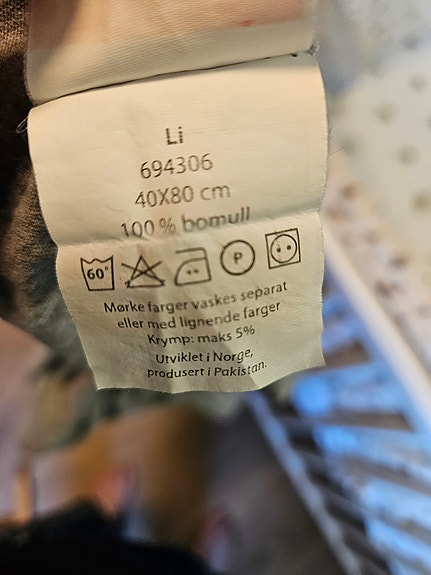 Li
694306
40X80 cm
100 % bomull
60° P
Mørke farger vaskes separat
eller med lignende farger
Krymp: maks 5%
Utviklet i Norge,
produsert i Pakistan.